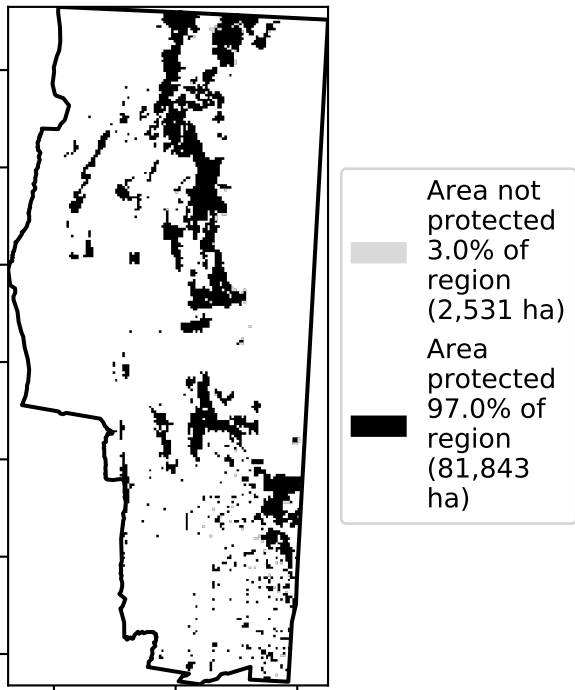 Area not
protected
3.0% of
region
(2,531 ha)
Area
protected
97.0% of
region
(81,843
ha)